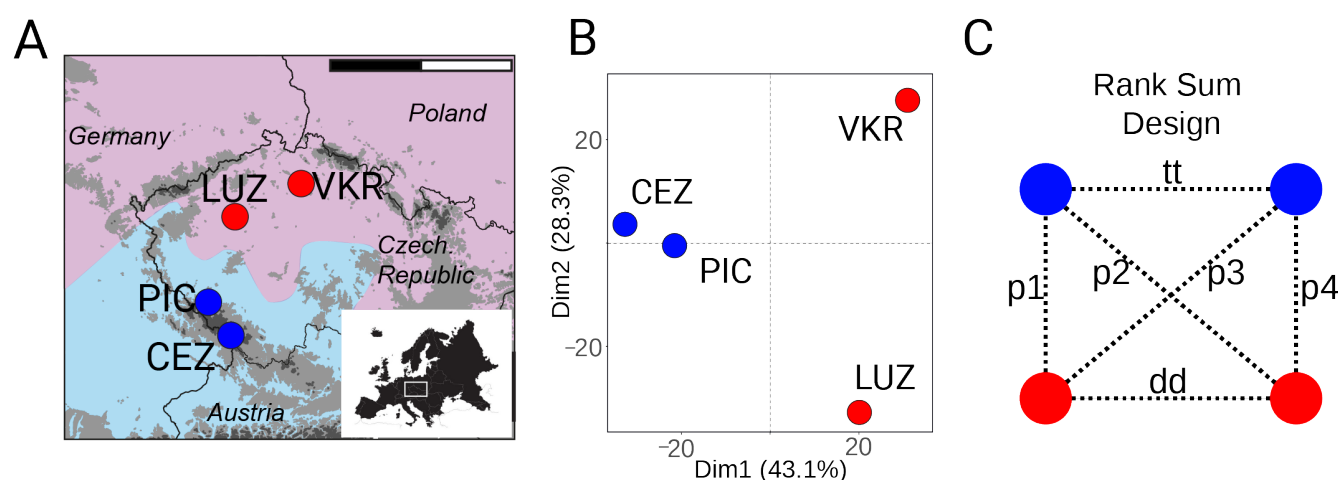 A
Germany
Poland
LUZ
VKR
Czech.
Republic
PIC
CEZ
Austria
B
VKR
CEZ
PIC
LUZ
20
−20
−20
20
Dim2 (28.3%)
Dim1 (43.1%)
C
Rank Sum
Design
tt
p1
p2
p3
p4
dd